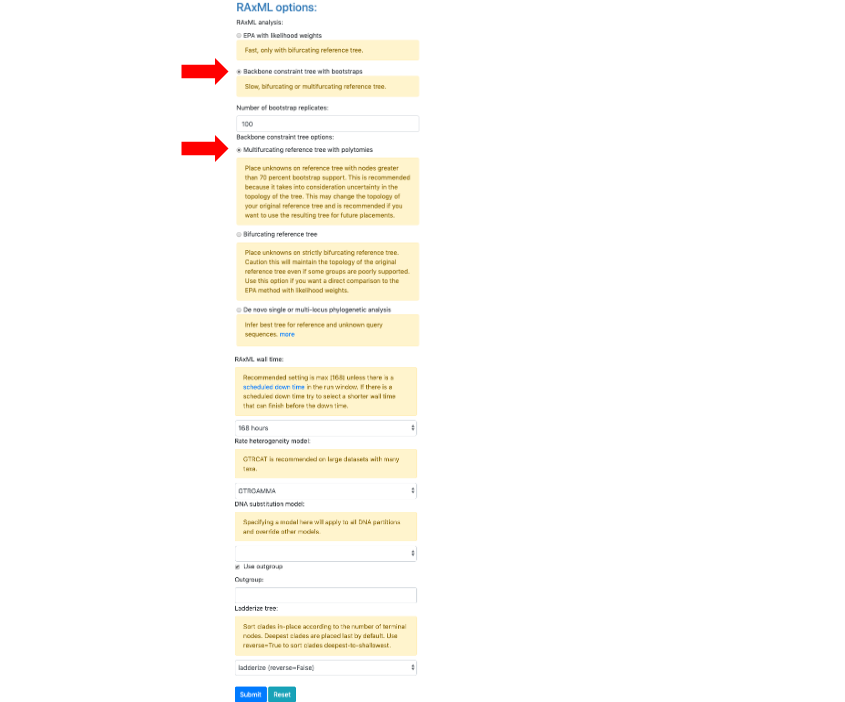 RAxML options:
RAxML analysis:
EPA with likelihood weights
Fast, only with bifurcating reference tree.
Backbone constraint tree with bootstraps
Slow, bifurcating or multifurcating reference tree.
Number of bootstrap replicates:
100
Backbone constraint tree options:
Multifurcating reference tree with polytomies
Place unknowns on reference tree with nodes greater
than 70 percent bootstrap support. This is recommended
because it takes into consideration uncertainty in the
topology of the tree. This may change the topology of
your original reference tree and is recommended if you
want to use the resulting tree for future placements.
Bifurcating reference tree
Place unknowns on strictly bifurcating reference tree.
Caution this will maintain the topology of the original
reference tree even if some groups are poorly supported.
Use this option if you want a direct comparison to the
EPA method with likelihood weights.
De novo single or multi-locus phylogenetic analysis
Infer best tree for reference and unknown query
sequences. more
RAxML wall time:
Recommended setting is max (168) unless there is a
scheduled down time in the run window. If there is a
scheduled down time try to select a shorter wall time
that can finish before the down time.
168 hours
Rate heterogeneity model:
GTRCAT is recommended on large datasets with many
taxa.
GTRGAMMA
DNA substitution model:
Specifying a model here will apply to all DNA partitions
and override other models.
Use outgroup
Outgroup:
Ladderize tree:
Sort clades in-place according to the number of terminal
nodes. Deepest clades are placed last by default. Use
reverse=True to sort clades deepest-to-shallowest.
ladderize (reverse=False)
Submit Reset